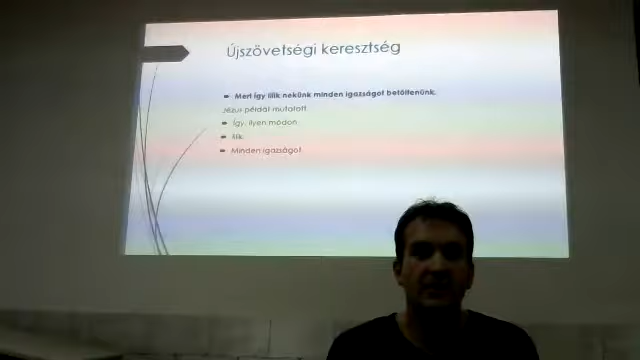 Újszövetségi keresztség
Mert így illik nekünk minden igazságot betöltenünk.
Jézus példát mutatott
Így, ilyen módon
Illik
Minden igazságot